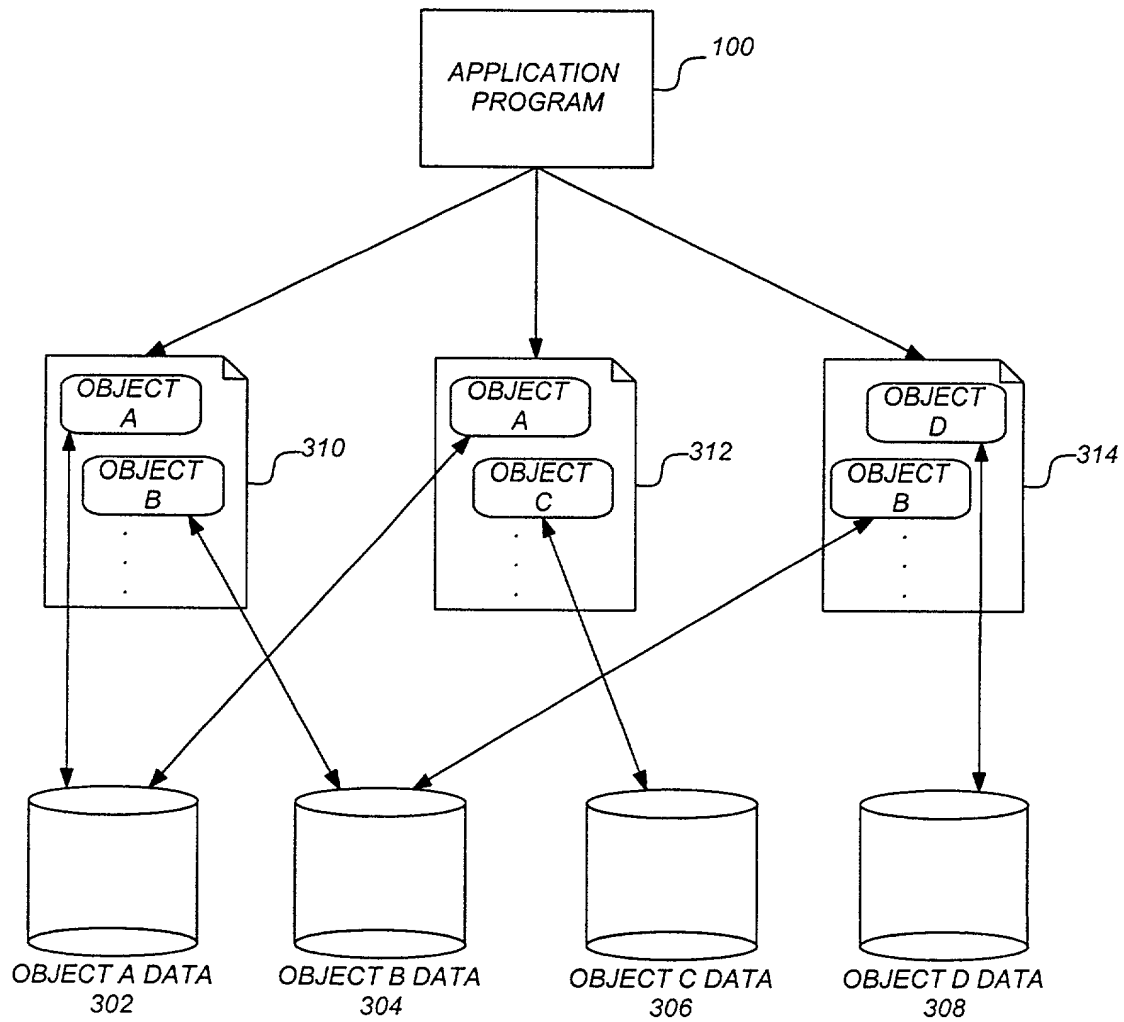 APPLICATION
PROGRAM
100
OBJECT
A
OBJECT
B
. . .
310
OBJECT
A
OBJECT
C
. . .
312
OBJECT
D
OBJECT
B
. . .
314
OBJECT A DATA
302
OBJECT B DATA
304
OBJECT C DATA
306
OBJECT D DATA
308